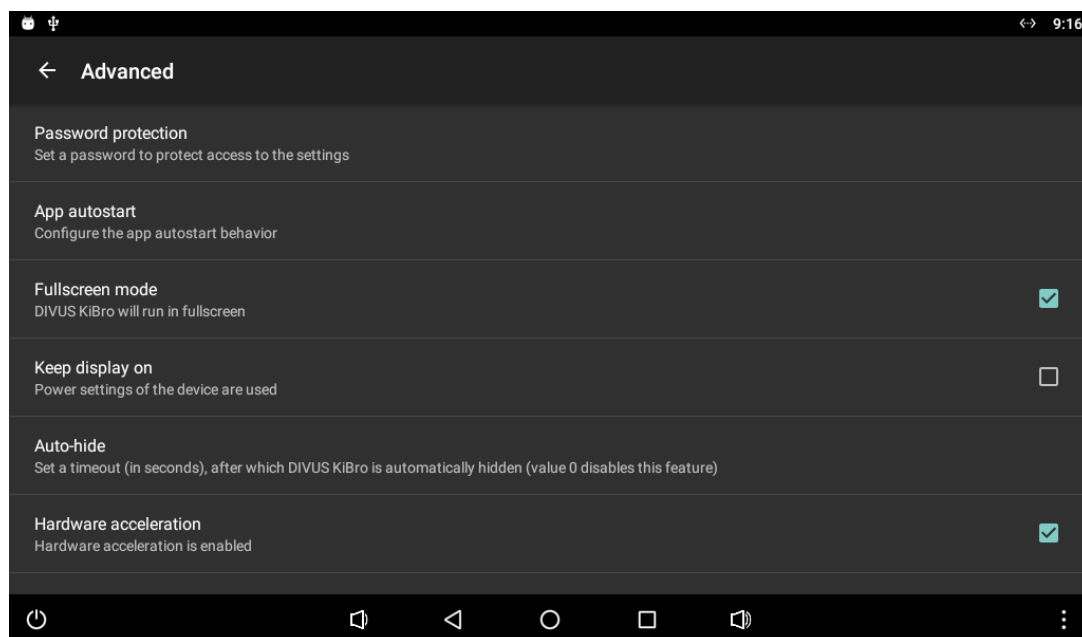 9:16
Advanced
Password protection
Set a password to protect access to the settings
App autostart
Configure the app autostart behavior
Fullscreen mode
DIVUS KiBro will run in fullscreen
Keep display on
Power settings of the device are used
Auto-hide
Set a timeout (in seconds), after which DIVUS KiBro is automatically hidden (value 0 disables this feature)
Hardware acceleration
Hardware acceleration is enabled